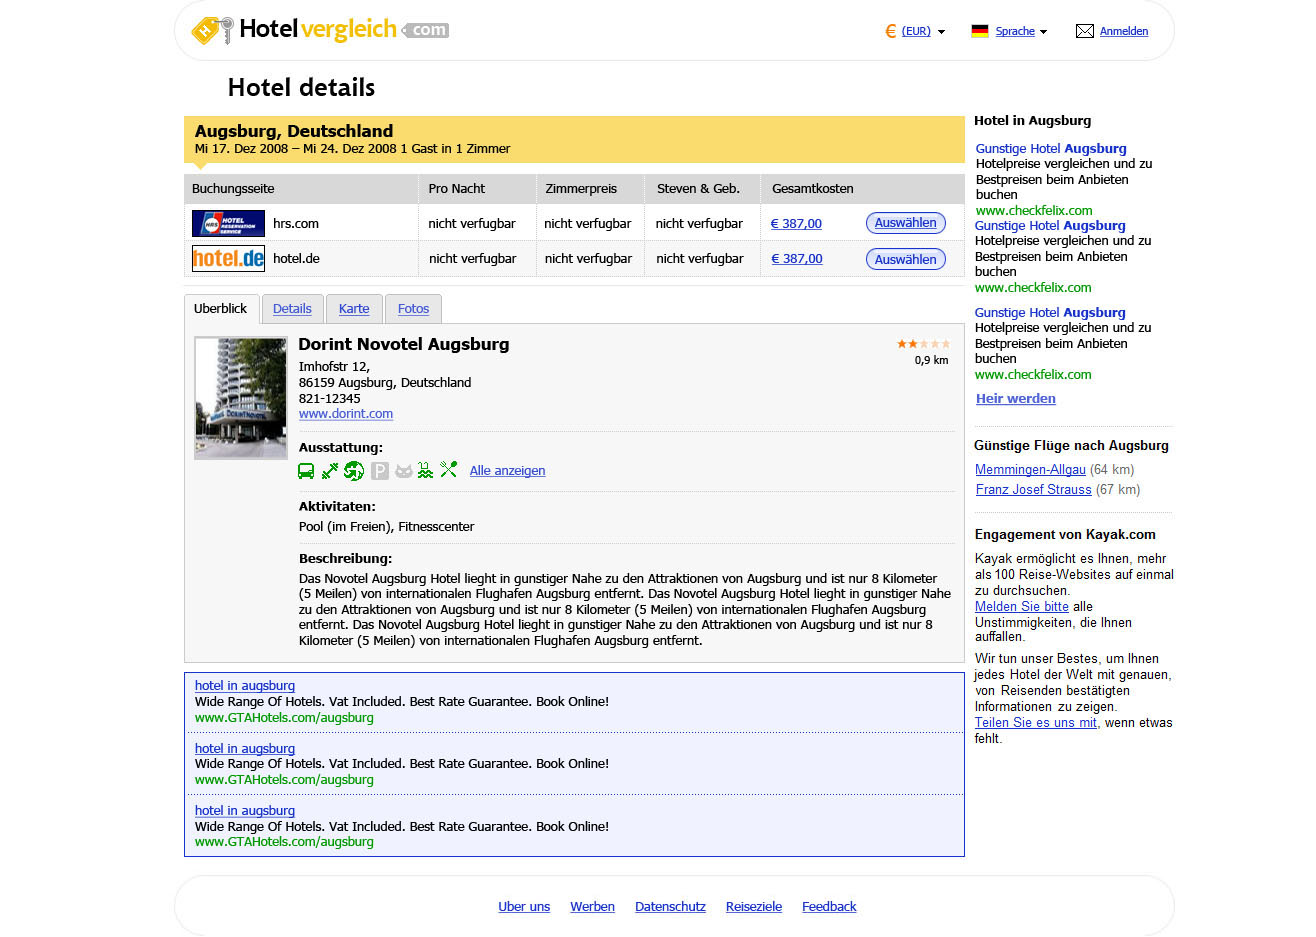 Hotel vergleich com
€ (EUR) Sprache Anmelden
Hotel details
Augsburg, Deutschland
Mi 17. Dez 2008 – Mi 24. Dez 2008 1 Gast in 1 Zimmer
Buchungsseite Pro Nacht Zimmerpreis Steven & Geb. Gesamtkosten
HRS HOTEL RESERVATION SERVICE hrs.com nicht verfugbar nicht verfugbar nicht verfugbar € 387,00 Auswählen
hotel.de hotel.de nicht verfugbar nicht verfugbar nicht verfugbar € 387,00 Auswählen
Uberblick Details Karte Fotos
Dorint Novotel Augsburg
0,9 km
Imhofstr 12,
86159 Augsburg, Deutschland
821-12345
www.dorint.com
DORINT NOVOTEL
Ausstattung:
P Alle anzeigen
Aktivitaten:
Pool (im Freien), Fitnesscenter
Beschreibung:
Das Novotel Augsburg Hotel lieght in gunstiger Nahe zu den Attraktionen von Augsburg und ist nur 8 Kilometer
(5 Meilen) von internationalen Flughafen Augsburg entfernt. Das Novotel Augsburg Hotel lieght in gunstiger Nahe
zu den Attraktionen von Augsburg und ist nur 8 Kilometer (5 Meilen) von internationalen Flughafen Augsburg
entfernt. Das Novotel Augsburg Hotel lieght in gunstiger Nahe zu den Attraktionen von Augsburg und ist nur 8
Kilometer (5 Meilen) von internationalen Flughafen Augsburg entfernt.
hotel in augsburg
Wide Range Of Hotels. Vat Included. Best Rate Guarantee. Book Online!
www.GTAHotels.com/augsburg
hotel in augsburg
Wide Range Of Hotels. Vat Included. Best Rate Guarantee. Book Online!
www.GTAHotels.com/augsburg
hotel in augsburg
Wide Range Of Hotels. Vat Included. Best Rate Guarantee. Book Online!
www.GTAHotels.com/augsburg
Hotel in Augsburg
Gunstige Hotel Augsburg
Hotelpreise vergleichen und zu
Bestpreisen beim Anbieten
buchen
www.checkfelix.com
Gunstige Hotel Augsburg
Hotelpreise vergleichen und zu
Bestpreisen beim Anbieten
buchen
www.checkfelix.com
Gunstige Hotel Augsburg
Hotelpreise vergleichen und zu
Bestpreisen beim Anbieten
buchen
www.checkfelix.com
Heir werden
Günstige Flüge nach Augsburg
Memmingen-Allgau (64 km)
Franz Josef Strauss (67 km)
Engagement von Kayak.com
Kayak ermöglicht es Ihnen, mehr
als 100 Reise-Websites auf einmal
zu durchsuchen.
Melden Sie bitte alle
Unstimmigkeiten, die Ihnen
auffallen.
Wir tun unser Bestes, um Ihnen
jedes Hotel der Welt mit genauen,
von Reisenden bestätigten
Informationen zu zeigen.
Teilen Sie es uns mit, wenn etwas
fehlt.
Uber uns Werben Datenschutz Reiseziele Feedback